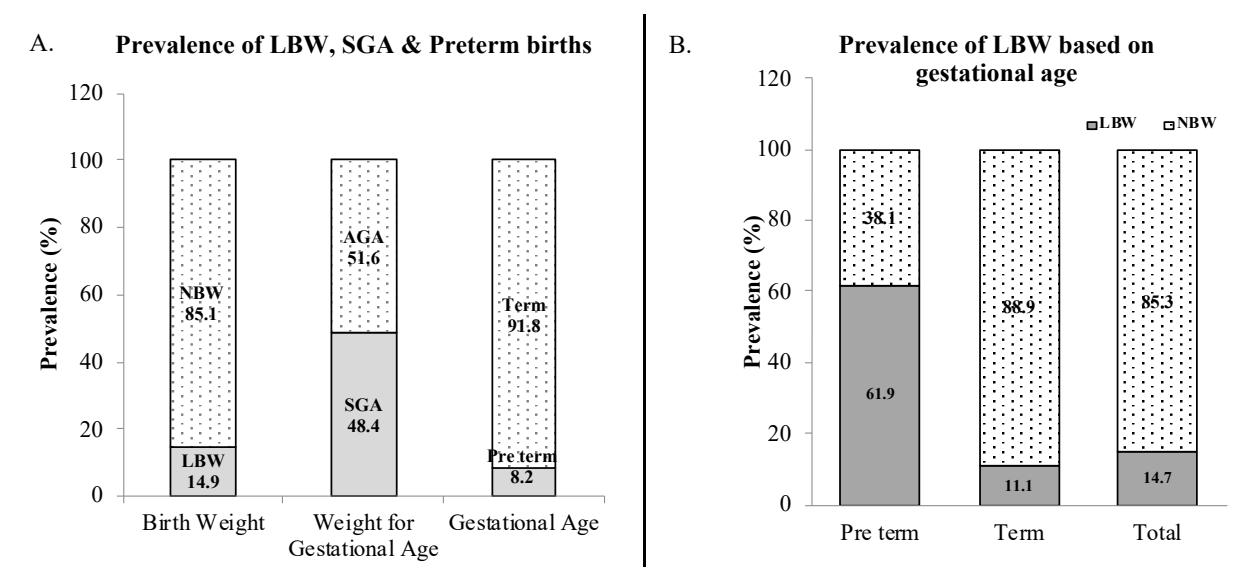 A.
Prevalence of LBW, SGA & Preterm births
Prevalence (%)
120
100
80
60
40
20
0
NBW
85.1
LBW
14.9
AGA
51.6
SGA
48.4
Term
91.8
Pre term
8.2
Birth Weight
Weight for
Gestational Age
Gestational Age
B.
Prevalence of LBW based on
gestational age
LBW
NBW
Prevalence (%)
120
100
80
60
40
20
0
38.1
61.9
88.9
11.1
85.3
14.7
Pre term
Term
Total